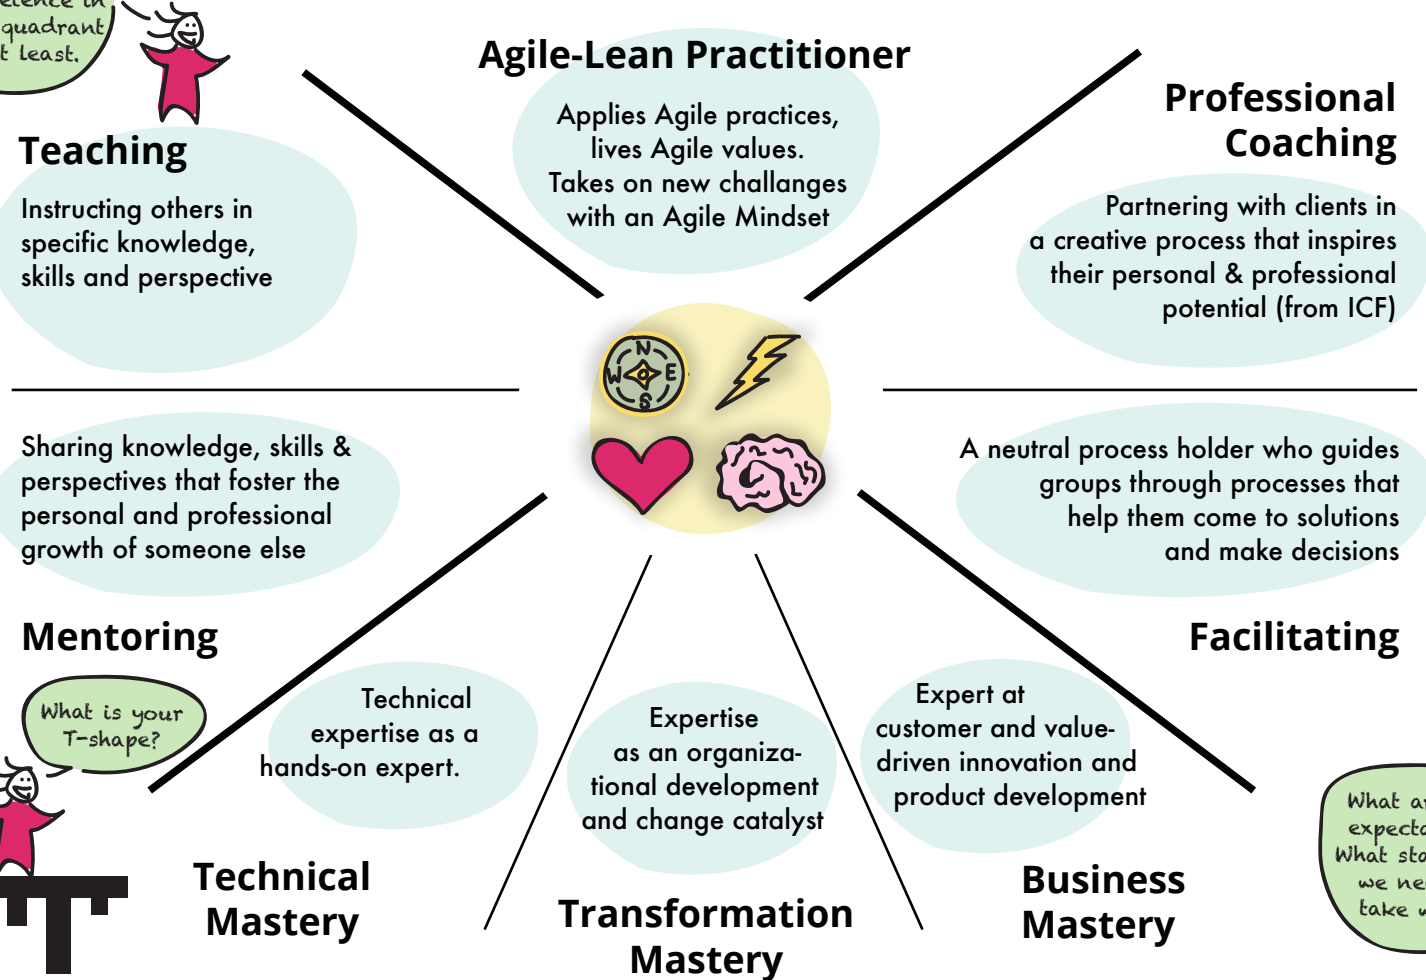 quadrant
least.
Agile-Lean Practitioner
Applies Agile practices,
lives Agile values.
Takes on new challanges
with an Agile Mindset
Professional
Coaching
Partnering with clients in
a creative process that inspires
their personal & professional
potential (from ICF)
Teaching
Instructing others in
specific knowledge,
skills and perspective
N
W E
S
Sharing knowledge, skills &
perspectives that foster the
personal and professional
growth of someone else
Mentoring
A neutral process holder who guides
groups through processes that
help them come to solutions
and make decisions
Facilitating
What is your
T-shape?
Technical
expertise as a
hands-on expert.
Technical
Mastery
Expertise
as an organiza-
tional development
and change catalyst
Transformation
Mastery
Expert at
customer and value-
driven innovation and
product development
Business
Mastery
What
What
we
take